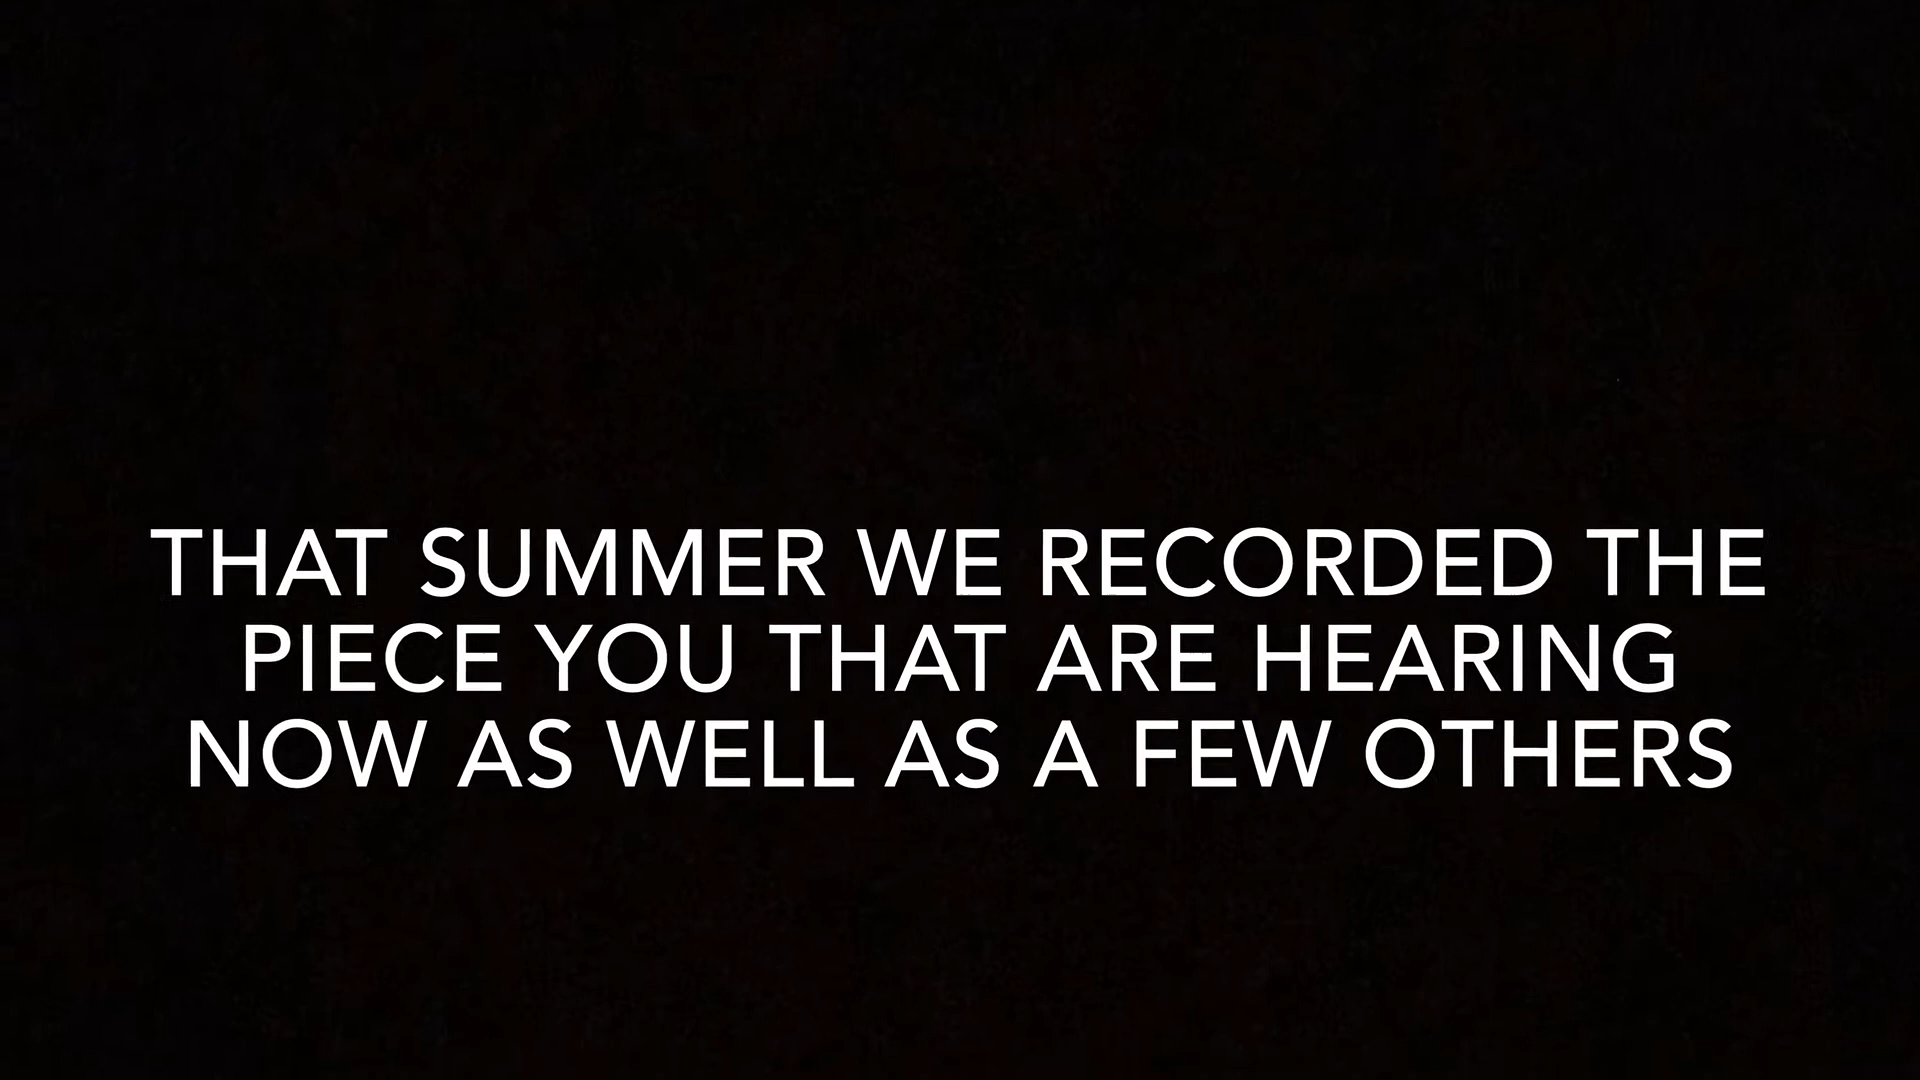 THAT SUMMER WE RECORDED THE
PIECE YOU THAT ARE HEARING
NOW AS WELL AS A FEW OTHERS